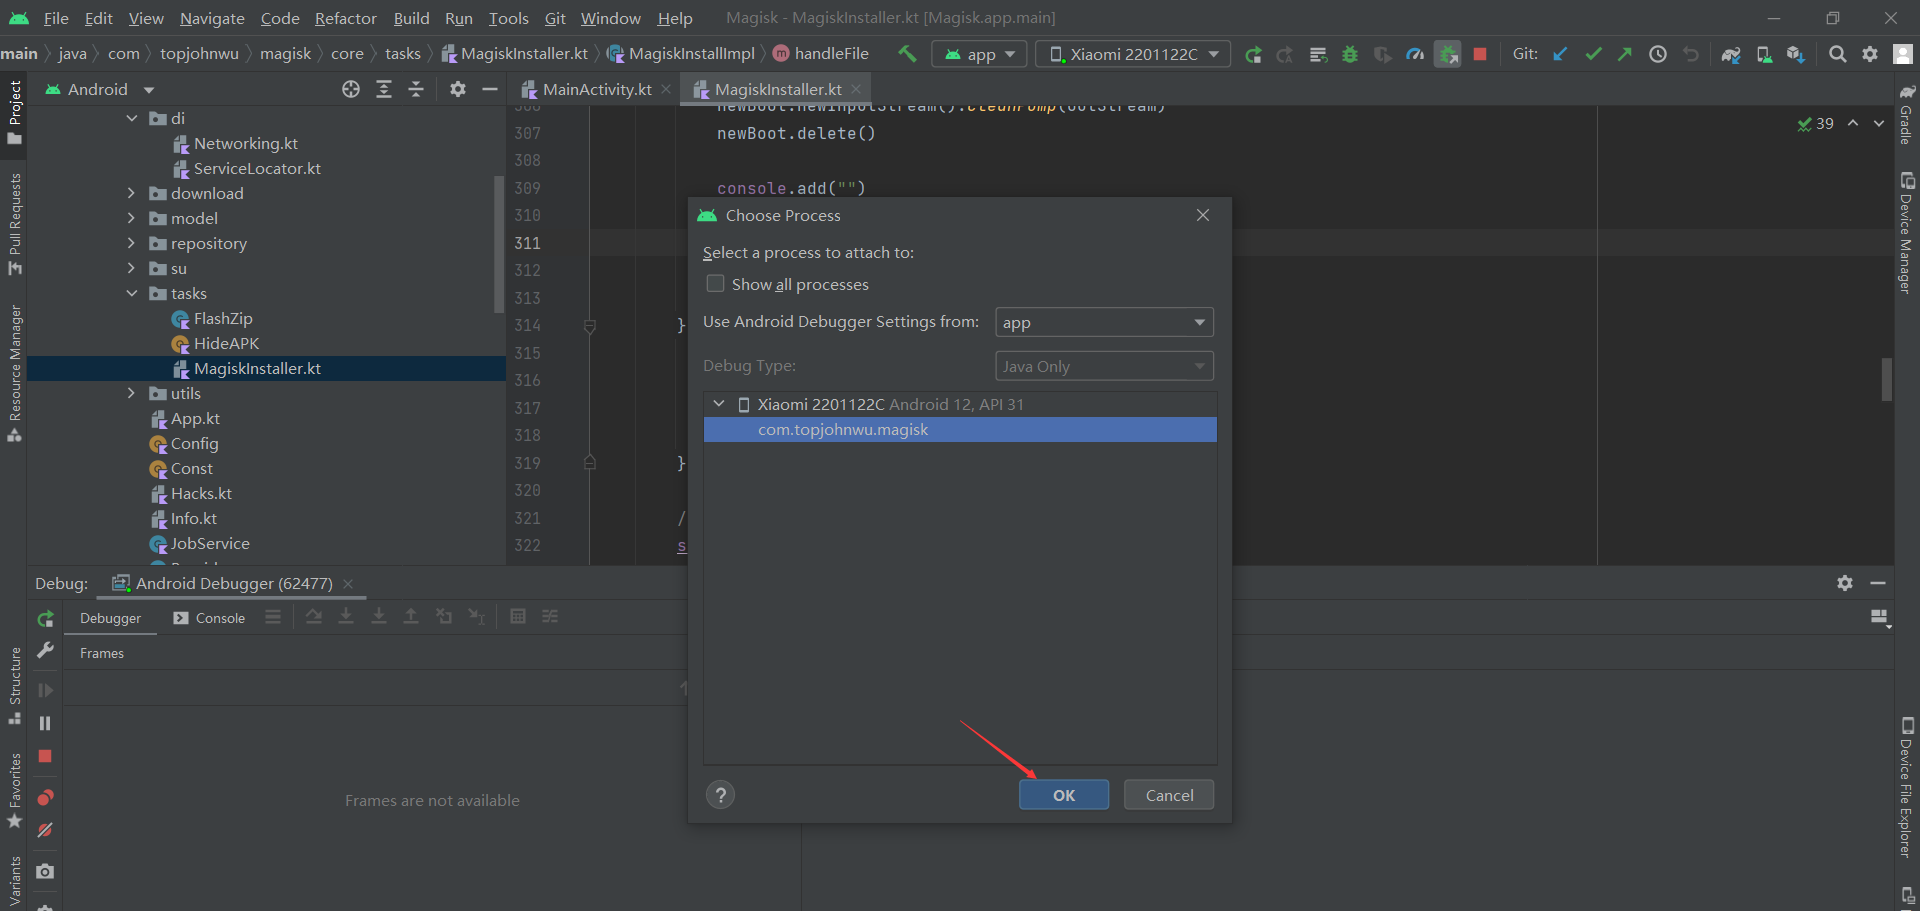 File Edit View Navigate Code Refactor Build Run Tools Git Window Help Magisk - MagiskInstaller.kt [Magisk.app.main]
main java com topjohnwu magisk core tasks MagiskInstaller.kt MagiskInstallImpl m handleFile app Xiaomi 2201122C Git:
Project
Pull Requests
Resource Manager
Structure
Favorites
Variants
Android
di
Networking.kt
ServiceLocator.kt
download
model
repository
su
tasks
FlashZip
HideAPK
MagiskInstaller.kt
utils
App.kt
Config
Const
Hacks.kt
Info.kt
JobService
MainActivity.kt MagiskInstaller.kt
newBoot.newInputStream().cleanPump(outStream)
307 newBoot.delete()
308
309 console.add("")
310
311
312
313
314 }
315
316
317
318
319 }
320
321 /
322 s
39
Choose Process
Select a process to attach to:
Show all processes
Use Android Debugger Settings from: app
Debug Type: Java Only
Xiaomi 2201122C Android 12, API 31
com.topjohnwu.magisk
? OK Cancel
Debug: Android Debugger (62477)
Debugger Console
Frames
Frames are not available
Gradle
Device Manager
Device File Explorer